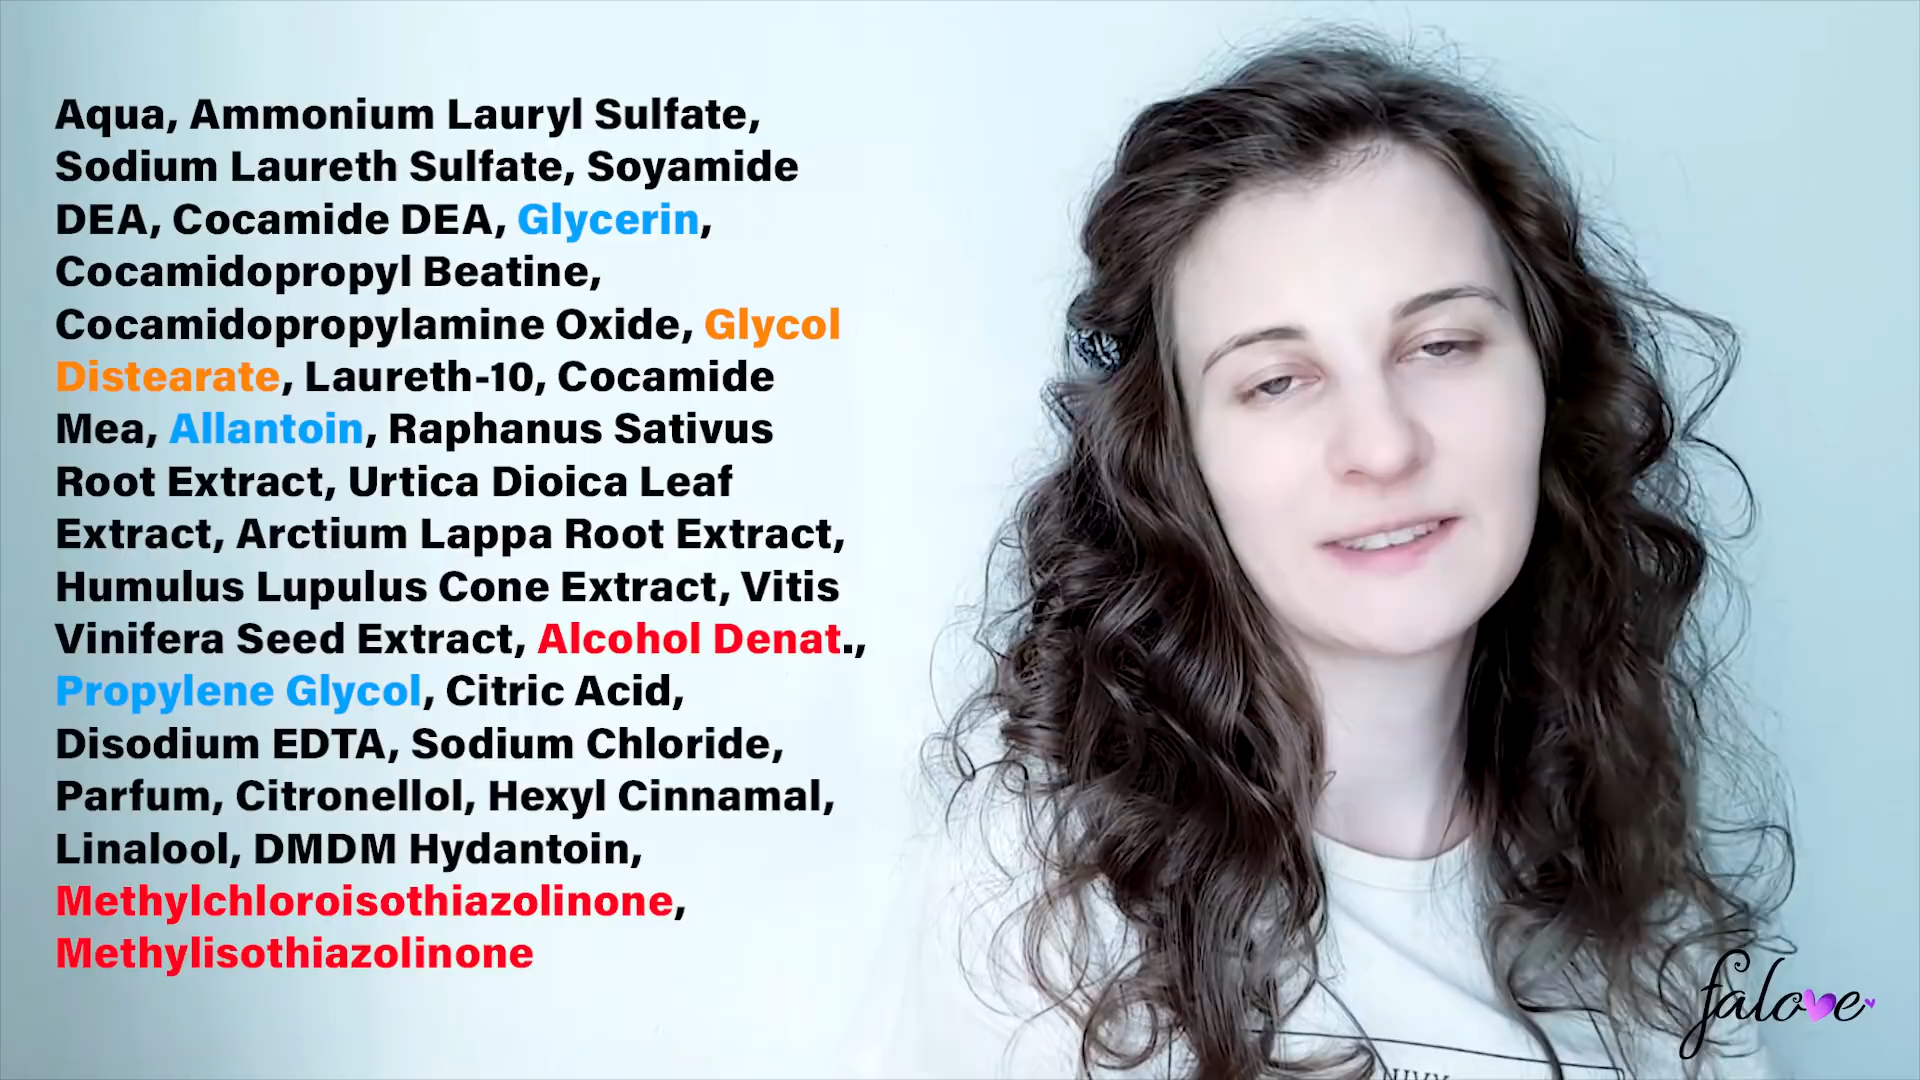 Aqua, Ammonium Lauryl Sulfate,
Sodium Laureth Sulfate, Soyamide
DEA, Cocamide DEA, Glycerin,
Cocamidopropyl Beatine,
Cocamidopropylamine Oxide, Glycol
Distearate, Laureth-10, Cocamide
Mea, Allantoin, Raphanus Sativus
Root Extract, Urtica Dioica Leaf
Extract, Arctium Lappa Root Extract,
Humulus Lupulus Cone Extract, Vitis
Vinifera Seed Extract, Alcohol Denat.,
Propylene Glycol, Citric Acid,
Disodium EDTA, Sodium Chloride,
Parfum, Citronellol, Hexyl Cinnamal,
Linalool, DMDM Hydantoin,
Methylchloroisothiazolinone,
Methylisothiazolinone
falove